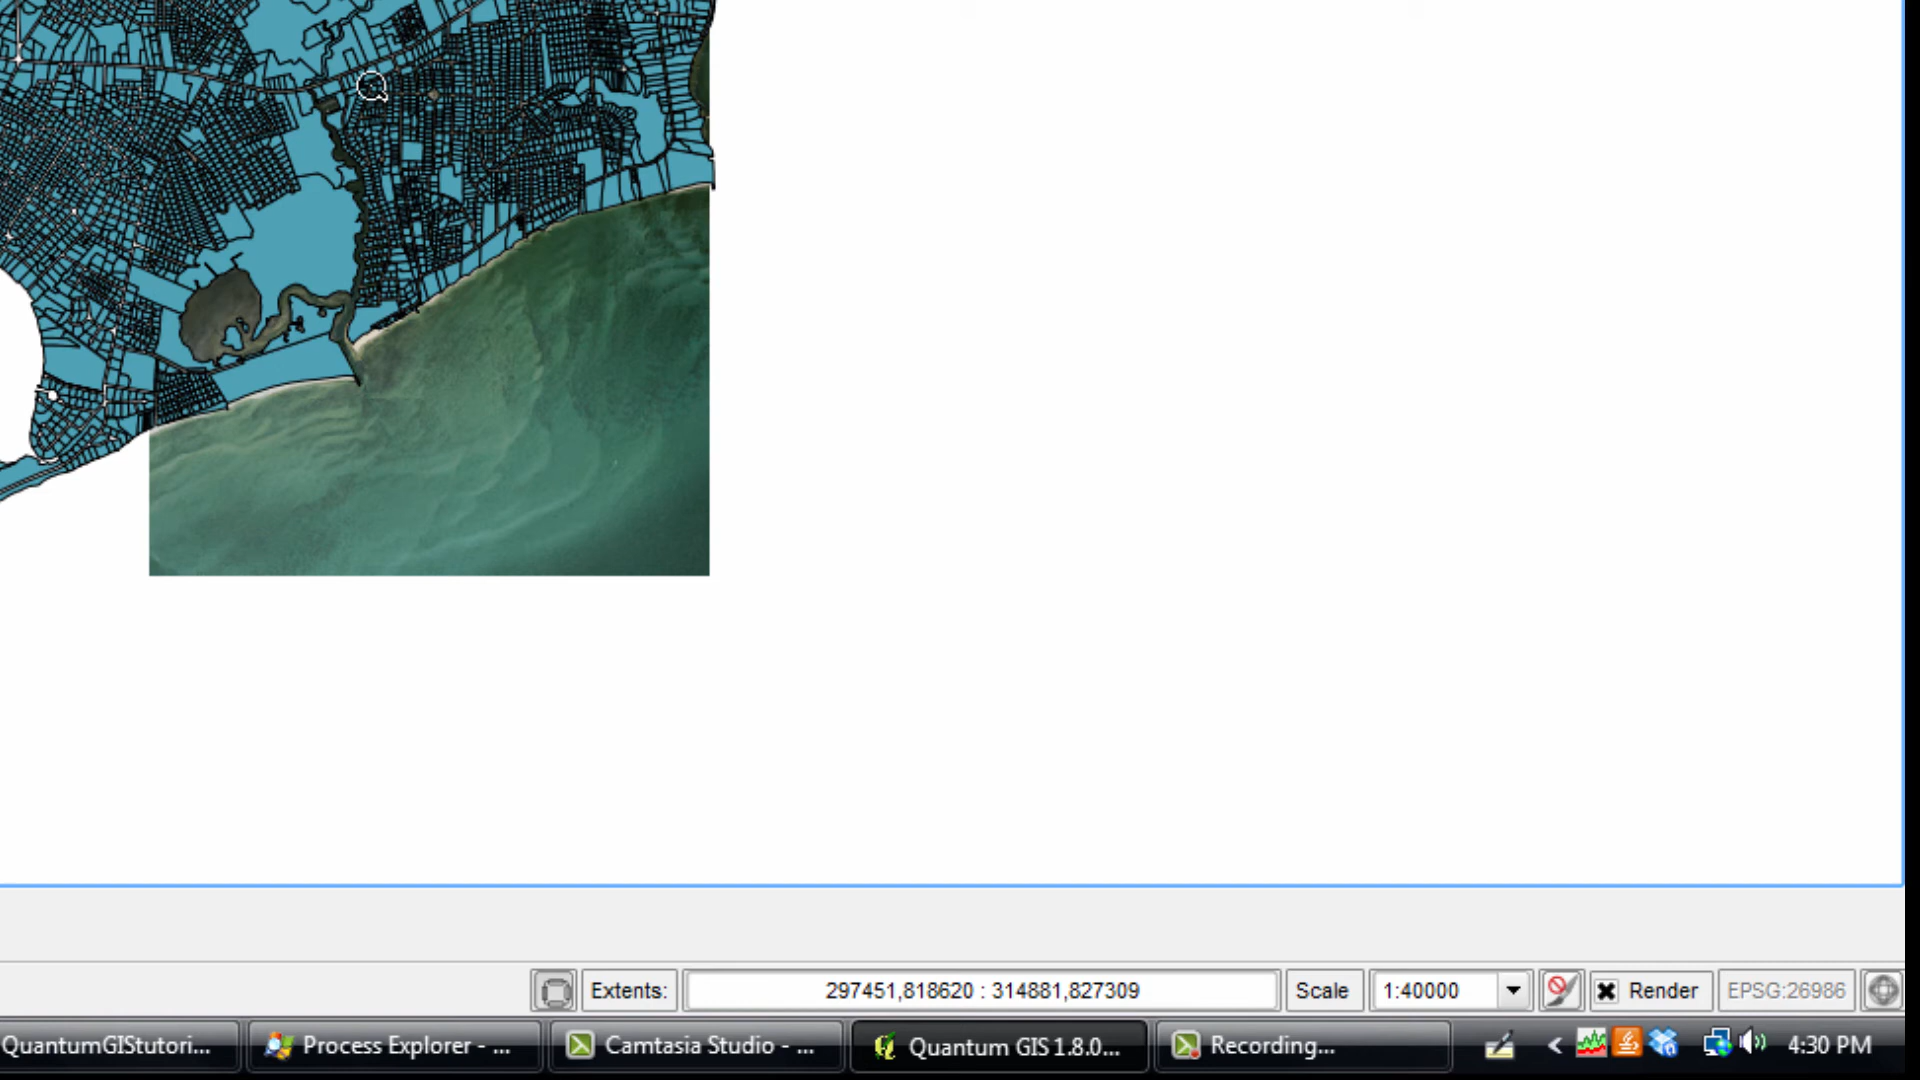 Extents: 297451,818620 : 314881,827309 Scale 1:40000 Render EPSG:26986
QuantumGIStutori... Process Explorer - ... Camtasia Studio - ... Quantum GIS 1.8.0... Recording... < 4:30 PM